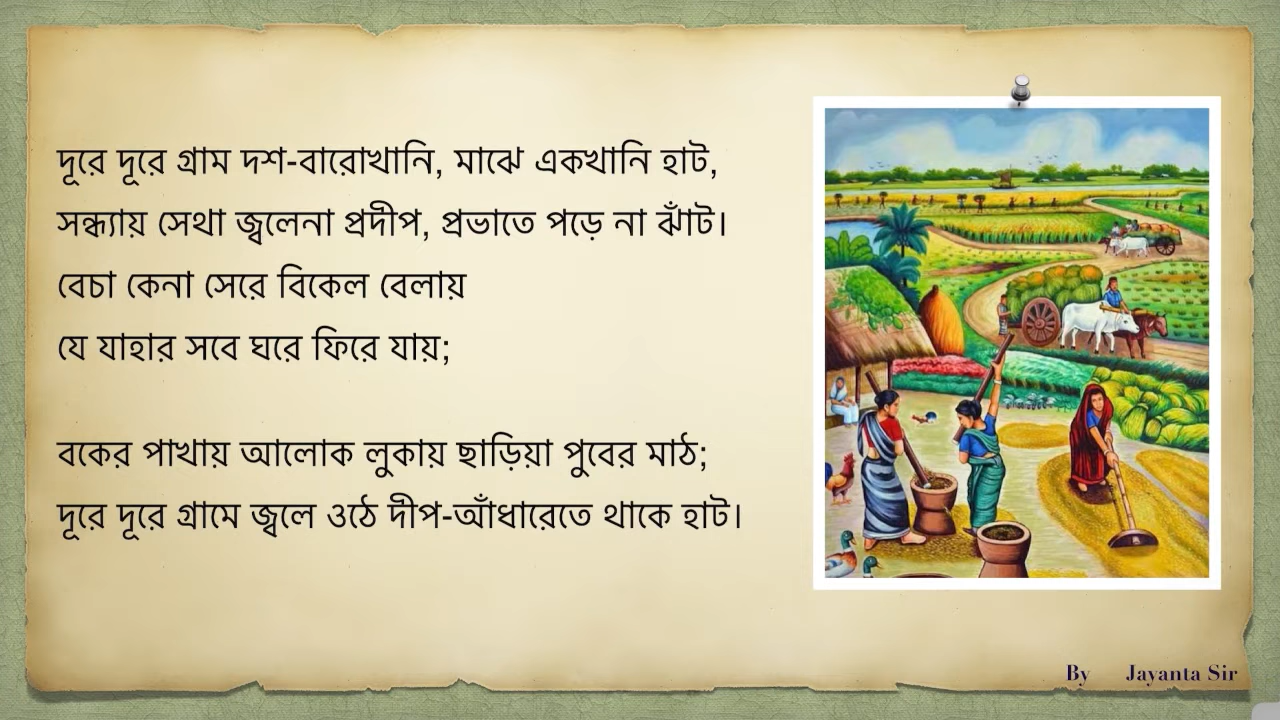 দূরে দূরে গ্রাম দশ-বারোখানি, মাঝে একখানি হাট,
সন্ধ্যায় সেথা জ্বলেনা প্রদীপ, প্রভাতে পড়ে না ঝাঁট।
বেচা কেনা সেরে বিকেল বেলায়
যে যাহার সবে ঘরে ফিরে যায়;
বকের পাখায় আলোক লুকায় ছাড়িয়া পুবের মাঠ;
দূরে দূরে গ্রামে জ্বলে ওঠে দীপ-আঁধারেতে থাকে হাট।
By Jayanta Sir